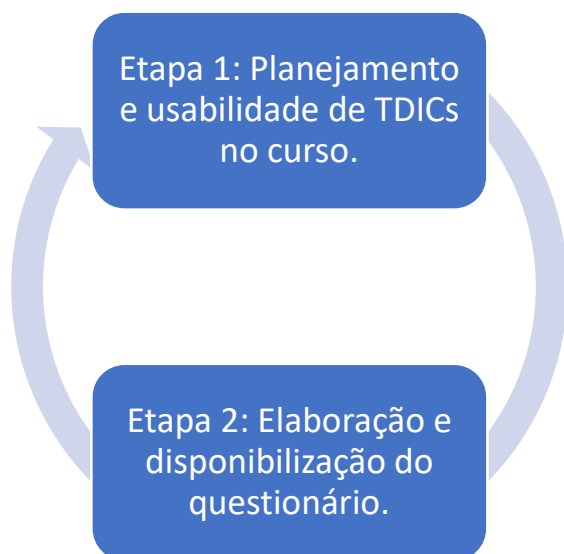 Etapa 1: Planejamento
e usabilidade de TDICs
no curso.
Etapa 2: Elaboração e
disponibilização do
questionário.